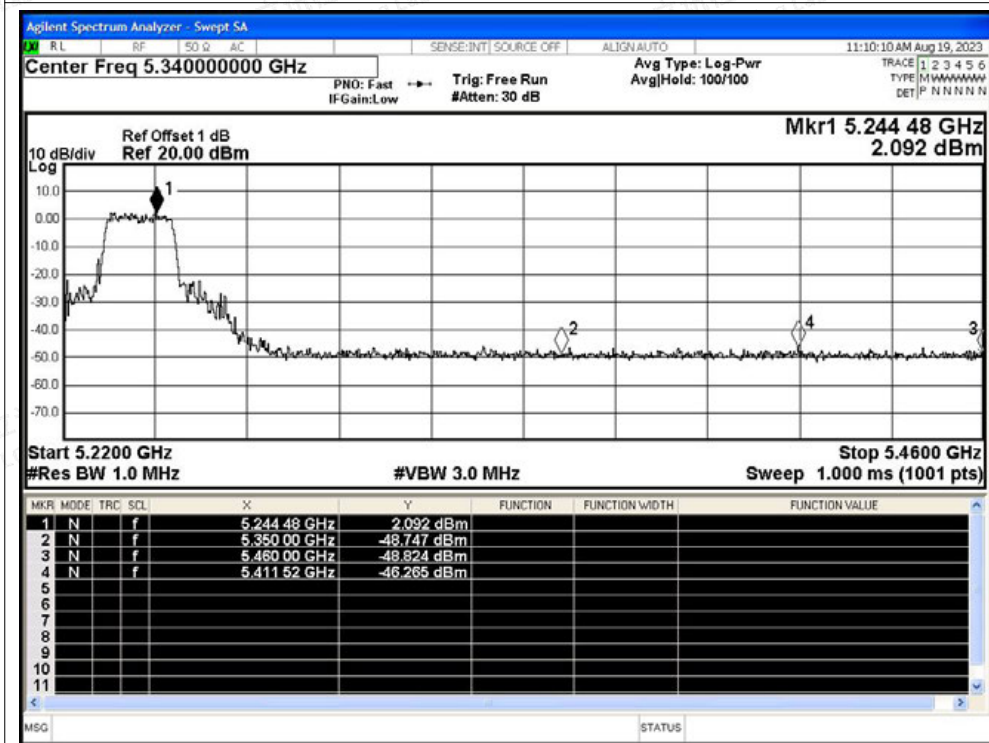 Agilent Spectrum Analyzer - Swept SA
RL RF 50 Ω AC SENSE:INT SOURCE OFF ALIGNAUTO 11:10:10 AM Aug 19, 2023
Center Freq 5.340000000 GHz
PNO: Fast
IFGain:Low
Trig: Free Run
#Atten: 30 dB
Avg Type: Log-Pwr
Avg|Hold: 100/100
TRACE 1 2 3 4 5 6
TYPE M WWWWW
DET P N N N N N
Mkr1 5.244 48 GHz
2.092 dBm
Ref Offset 1 dB
10 dB/div Ref 20.00 dBm
Log
10.0
0.00
-10.0
-20.0
-30.0
-40.0
-50.0
-60.0
-70.0
1
2
4
3
Start 5.2200 GHz Stop 5.4600 GHz
#Res BW 1.0 MHz #VBW 3.0 MHz Sweep 1.000 ms (1001 pts)
MKR MODE TRC SCL X Y FUNCTION FUNCTION WIDTH FUNCTION VALUE
1 N f 5.244 48 GHz 2.092 dBm
2 N f 5.350 00 GHz -48.747 dBm
3 N f 5.460 00 GHz -48.824 dBm
4 N f 5.411 52 GHz -46.265 dBm
5
6
7
8
9
10
11
MSG STATUS